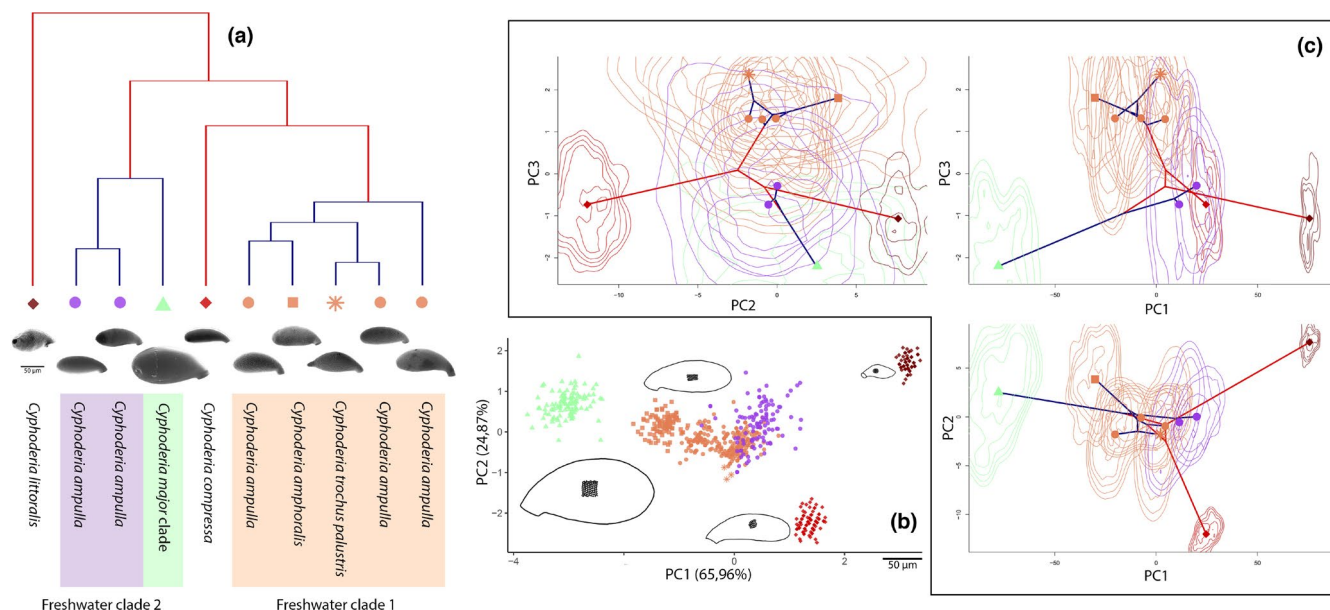 (a)
50 µm
Cyphoderia littoralis
Cyphoderia ampulla
Cyphoderia ampulla
Cyphoderia major clade
Cyphoderia compressa
Cyphoderia ampulla
Cyphoderia amphoralis
Cyphoderia trochus palustris
Cyphoderia ampulla
Cyphoderia ampulla
Freshwater clade 2
Freshwater clade 1
(c)
PC3
2
1
0
-1
-2
-10
-5
0
5
PC2
PC3
2
1
0
-1
-2
-50
0
50
PC1
PC2 (24,87%)
2
1
0
-1
-2
-4
-2
0
2
PC1 (65,96%)
(b)
50 µm
PC2
5
0
-5
-10
-50
0
50
PC1